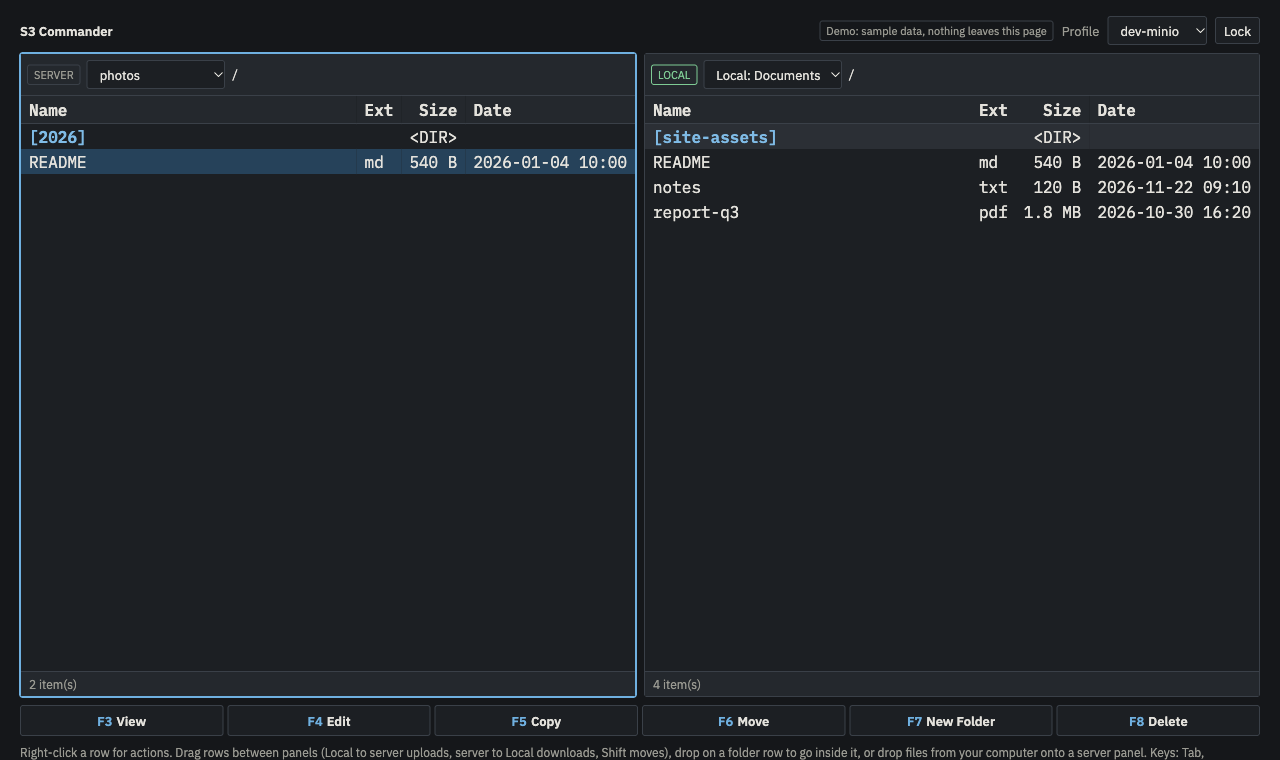 S3 Commander
Demo: sample data, nothing leaves this page
Profile
dev-minio
Lock
SERVER photos /
Name Ext Size Date
[2026] <DIR>
README md 540 B 2026-01-04 10:00
2 item(s)
LOCAL Local: Documents /
Name Ext Size Date
[site-assets] <DIR>
README md 540 B 2026-01-04 10:00
notes txt 120 B 2026-11-22 09:10
report-q3 pdf 1.8 MB 2026-10-30 16:20
4 item(s)
F3 View
F4 Edit
F5 Copy
F6 Move
F7 New Folder
F8 Delete
Right-click a row for actions. Drag rows between panels (Local to server uploads, server to Local downloads, Shift moves), drop on a folder row to go inside it, or drop files from your computer onto a server panel. Keys: Tab,